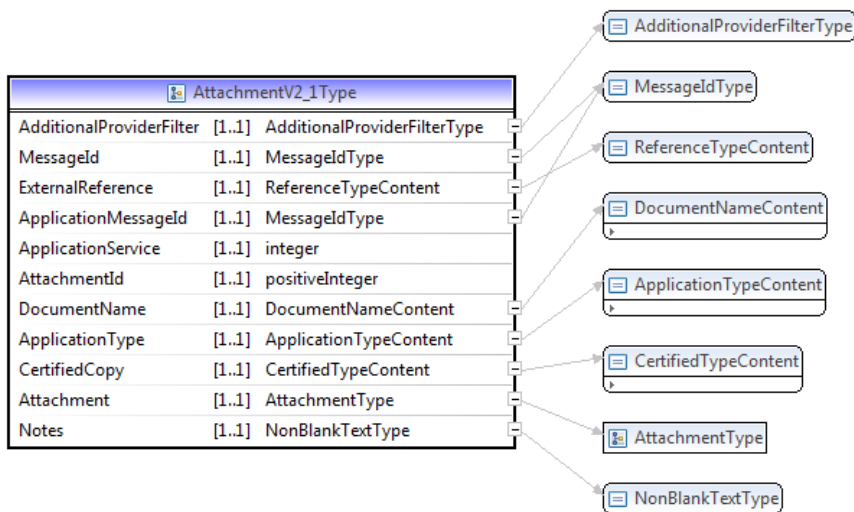 AttachmentV2_1Type
AdditionalProviderFilter [1..1] AdditionalProviderFilterType
MessageId [1..1] MessageIdType
ExternalReference [1..1] ReferenceTypeContent
ApplicationMessageId [1..1] MessageIdType
ApplicationService [1..1] integer
AttachmentId [1..1] positiveInteger
DocumentName [1..1] DocumentNameContent
ApplicationType [1..1] ApplicationTypeContent
CertifiedCopy [1..1] CertifiedTypeContent
Attachment [1..1] AttachmentType
Notes [1..1] NonBlankTextType
AdditionalProviderFilterType
MessageIdType
ReferenceTypeContent
DocumentNameContent
ApplicationTypeContent
CertifiedTypeContent
AttachmentType
NonBlankTextType